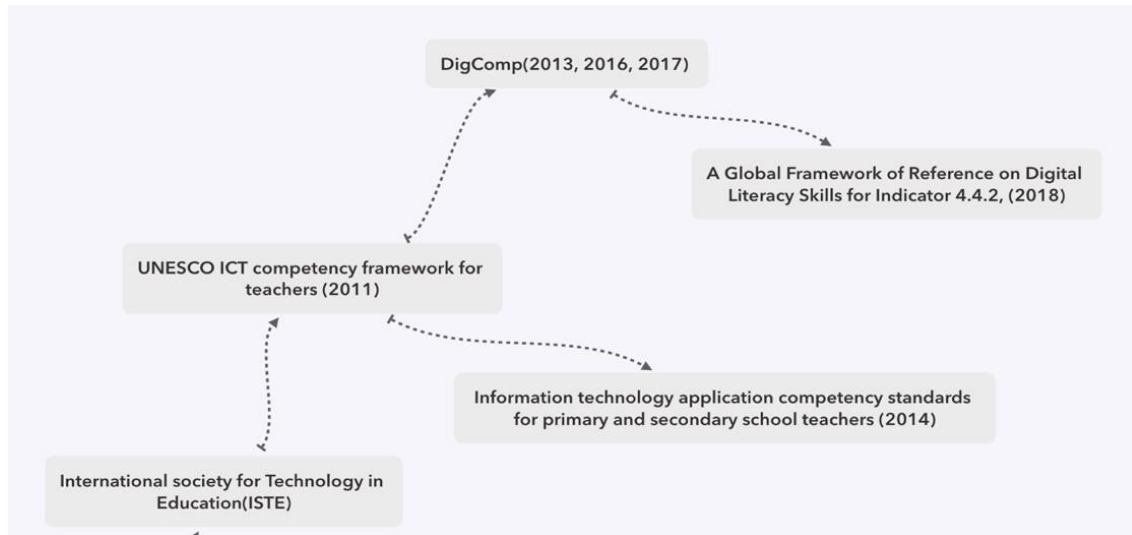 DigComp(2013, 2016, 2017)
A Global Framework of Reference on Digital
Literacy Skills for Indicator 4.4.2, (2018)
UNESCO ICT competency framework for
teachers (2011)
Information technology application competency standards
for primary and secondary school teachers (2014)
International society for Technology in
Education(ISTE)